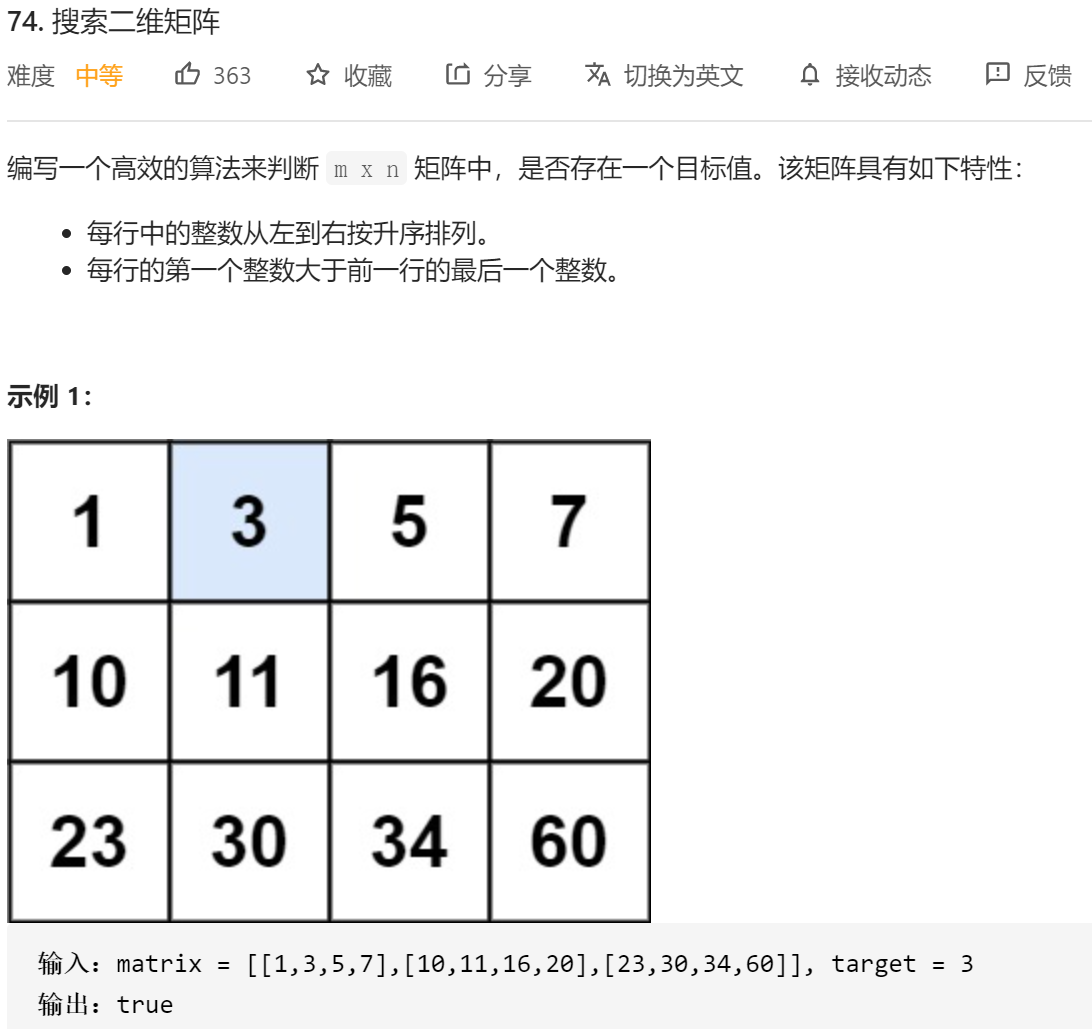 74. 搜索二维矩阵
难度 中等 363 收藏 分享 切换为英文 接收动态 反馈
编写一个高效的算法来判断 m x n 矩阵中，是否存在一个目标值。该矩阵具有如下特性：
每行中的整数从左到右按升序排列。
每行的第一个整数大于前一行的最后一个整数。
示例 1：
1 3 5 7
10 11 16 20
23 30 34 60
输入：matrix = [[1,3,5,7],[10,11,16,20],[23,30,34,60]], target = 3
输出：true